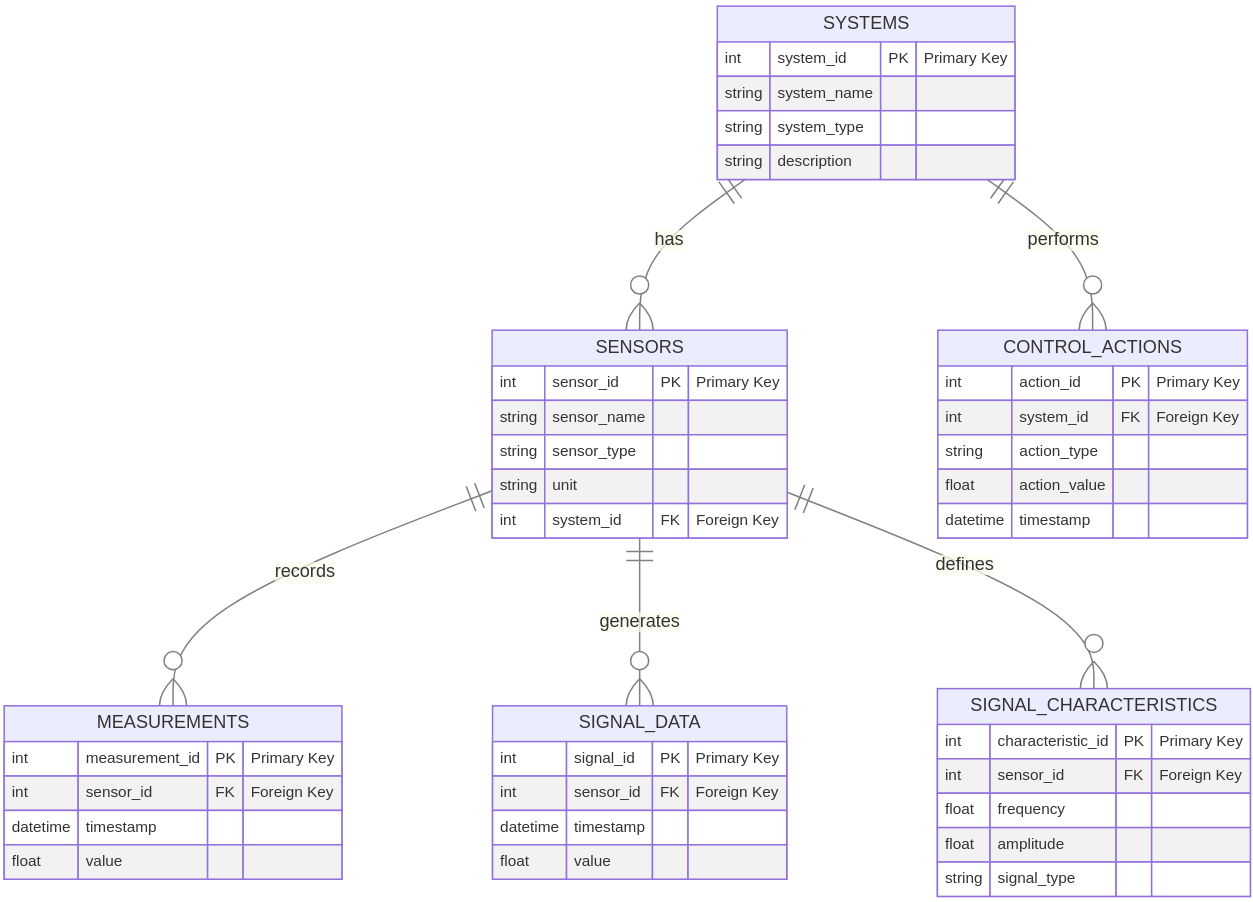 SYSTEMS
int system_id PK Primary Key
string system_name
string system_type
string description
has
performs
SENSORS
int sensor_id PK Primary Key
string sensor_name
string sensor_type
string unit
int system_id FK Foreign Key
CONTROL_ACTIONS
int action_id PK Primary Key
int system_id FK Foreign Key
string action_type
float action_value
datetime timestamp
records
generates
defines
MEASUREMENTS
int measurement_id PK Primary Key
int sensor_id FK Foreign Key
datetime timestamp
float value
SIGNAL_DATA
int signal_id PK Primary Key
int sensor_id FK Foreign Key
datetime timestamp
float value
SIGNAL_CHARACTERISTICS
int characteristic_id PK Primary Key
int sensor_id FK Foreign Key
float frequency
float amplitude
string signal_type